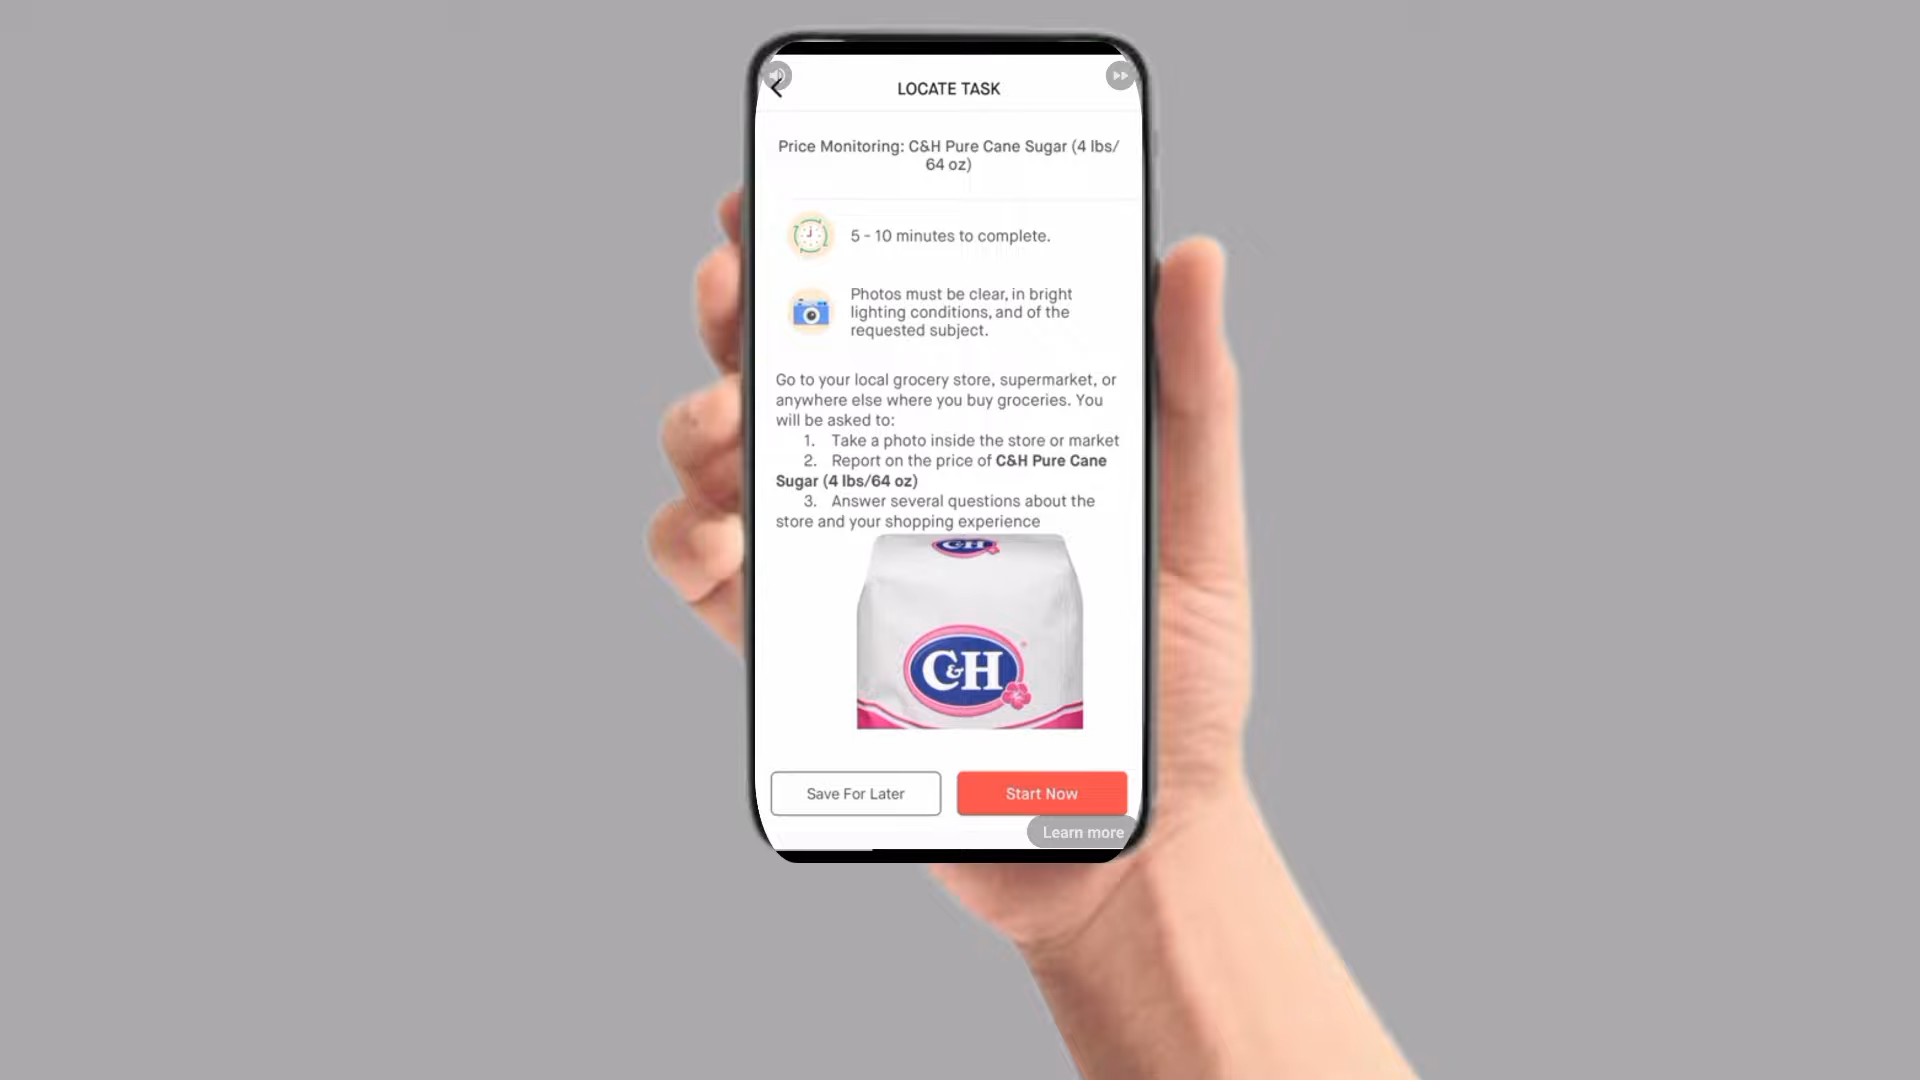 LOCATE TASK
Price Monitoring: C&H Pure Cane Sugar (4 lbs/
64 oz)
5 - 10 minutes to complete.
Photos must be clear, in bright
lighting conditions, and of the
requested subject.
Go to your local grocery store, supermarket, or
anywhere else where you buy groceries. You
will be asked to:
1. Take a photo inside the store or market
2. Report on the price of C&H Pure Cane
Sugar (4 lbs/64 oz)
3. Answer several questions about the
store and your shopping experience
C&H
C&H
Save For Later
Start Now
Learn more